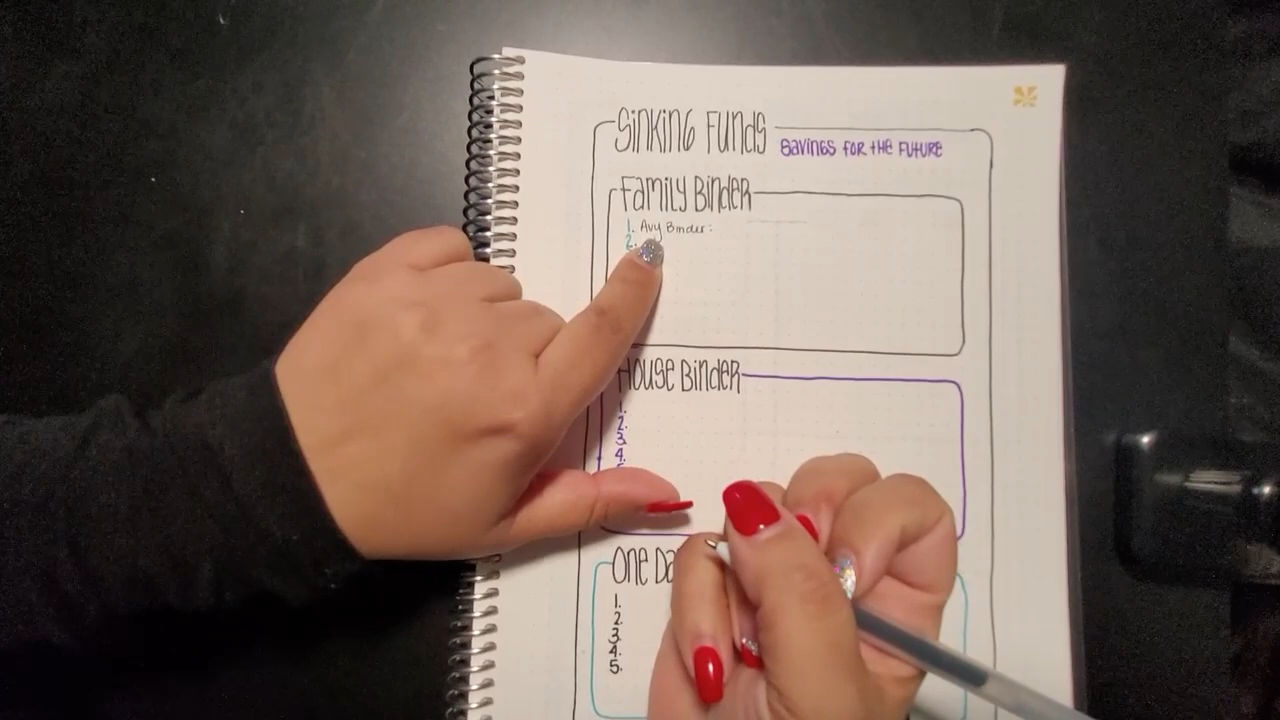 Sinking Funds Savings for the Future
Family Binder
1. Avy Binder:
2.
House Binder
1.
2.
3.
4.
One Da
1.
2.
3.
4.
5.